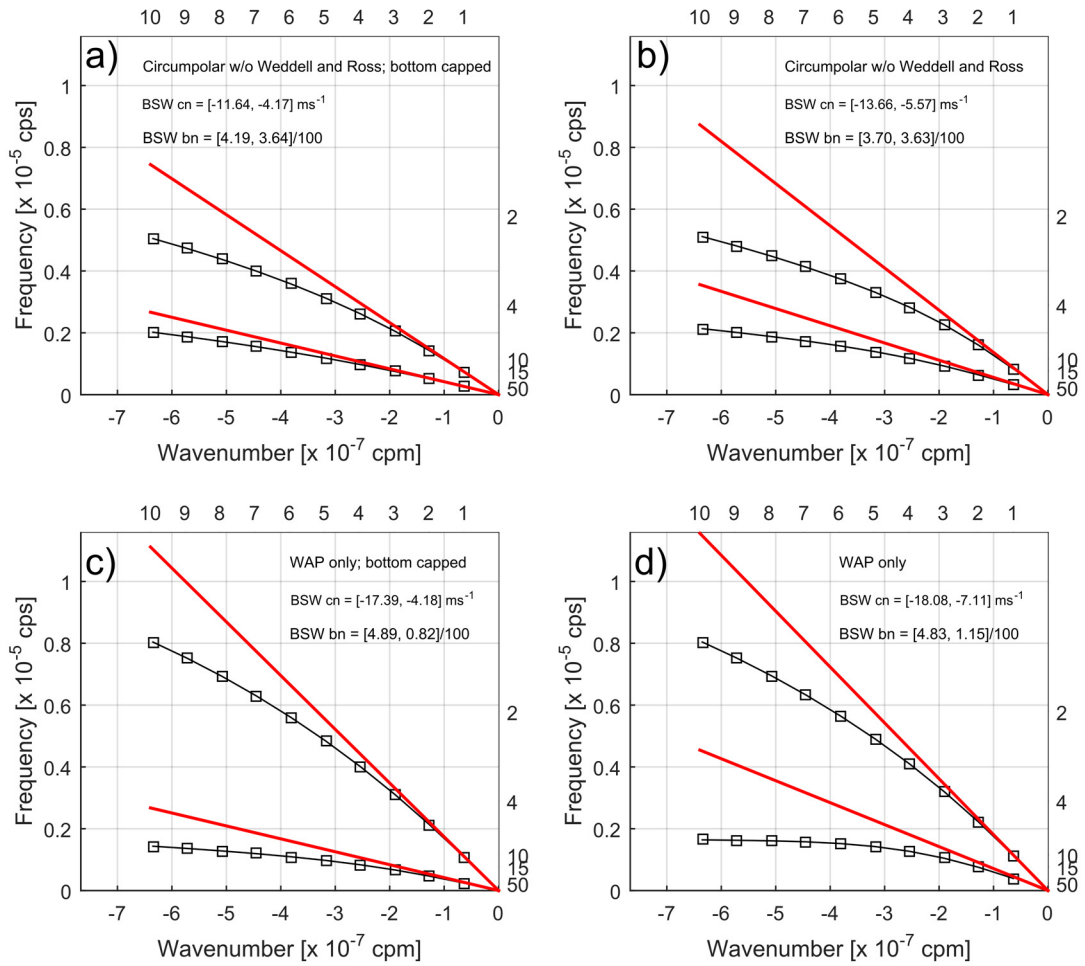 10 9 8 7 6 5 4 3 2 1
a)
Circumpolar w/o Weddell and Ross; bottom capped
BSW cn = [-11.64, -4.17] ms-1
BSW bn = [4.19, 3.64]/100
1
0.8
0.6
0.4
0.2
0
Frequency [x 10-5 cps]
2
4
10
15
50
-7 -6 -5 -4 -3 -2 -1 0
Wavenumber [x 10-7 cpm]
10 9 8 7 6 5 4 3 2 1
b)
Circumpolar w/o Weddell and Ross
BSW cn = [-13.66, -5.57] ms-1
BSW bn = [3.70, 3.63]/100
1
0.8
0.6
0.4
0.2
0
Frequency [x 10-5 cps]
2
4
10
15
50
-7 -6 -5 -4 -3 -2 -1 0
Wavenumber [x 10-7 cpm]
10 9 8 7 6 5 4 3 2 1
c)
WAP only; bottom capped
BSW cn = [-17.39, -4.18] ms-1
BSW bn = [4.89, 0.82]/100
1
0.8
0.6
0.4
0.2
0
Frequency [x 10-5 cps]
2
4
10
15
50
-7 -6 -5 -4 -3 -2 -1 0
Wavenumber [x 10-7 cpm]
10 9 8 7 6 5 4 3 2 1
d)
WAP only
BSW cn = [-18.08, -7.11] ms-1
BSW bn = [4.83, 1.15]/100
1
0.8
0.6
0.4
0.2
0
Frequency [x 10-5 cps]
2
4
10
15
50
-7 -6 -5 -4 -3 -2 -1 0
Wavenumber [x 10-7 cpm]